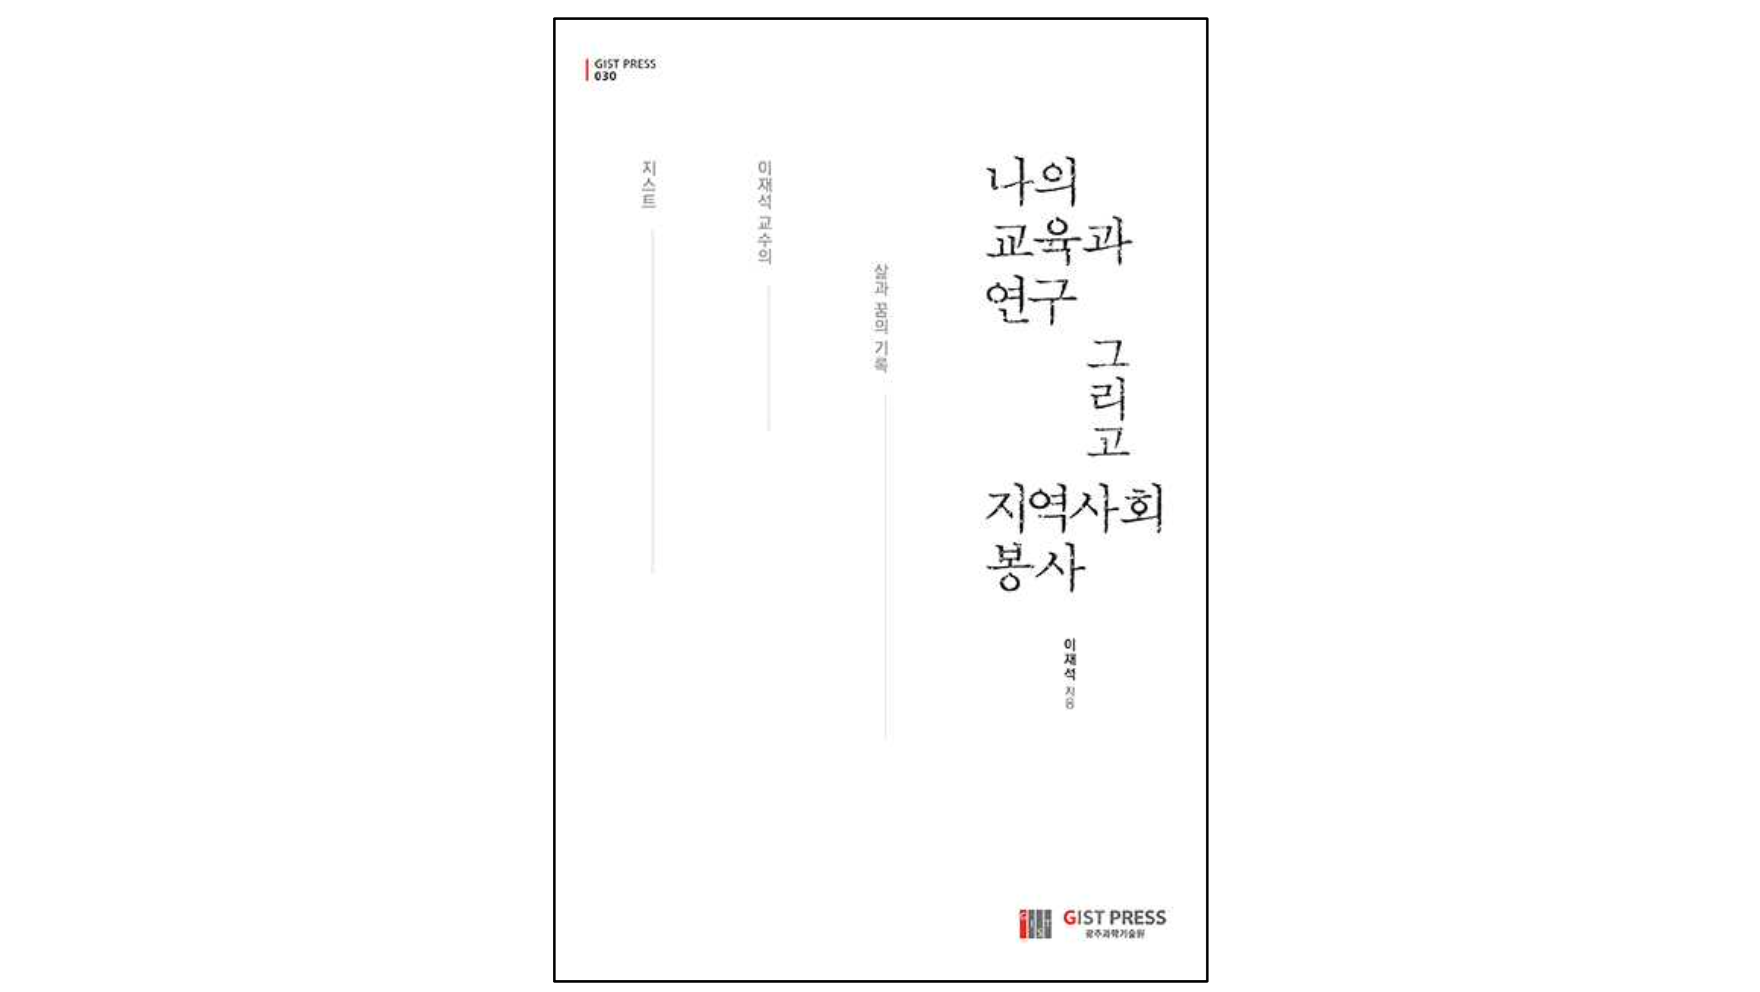 GIST PRESS
030
지스트
이재석 교수의
삶과 꿈의 기록
나의
교육과
연구
그리고
지역사회
봉사
이재석 지음
GIST
GIST PRESS
광주과학기술원